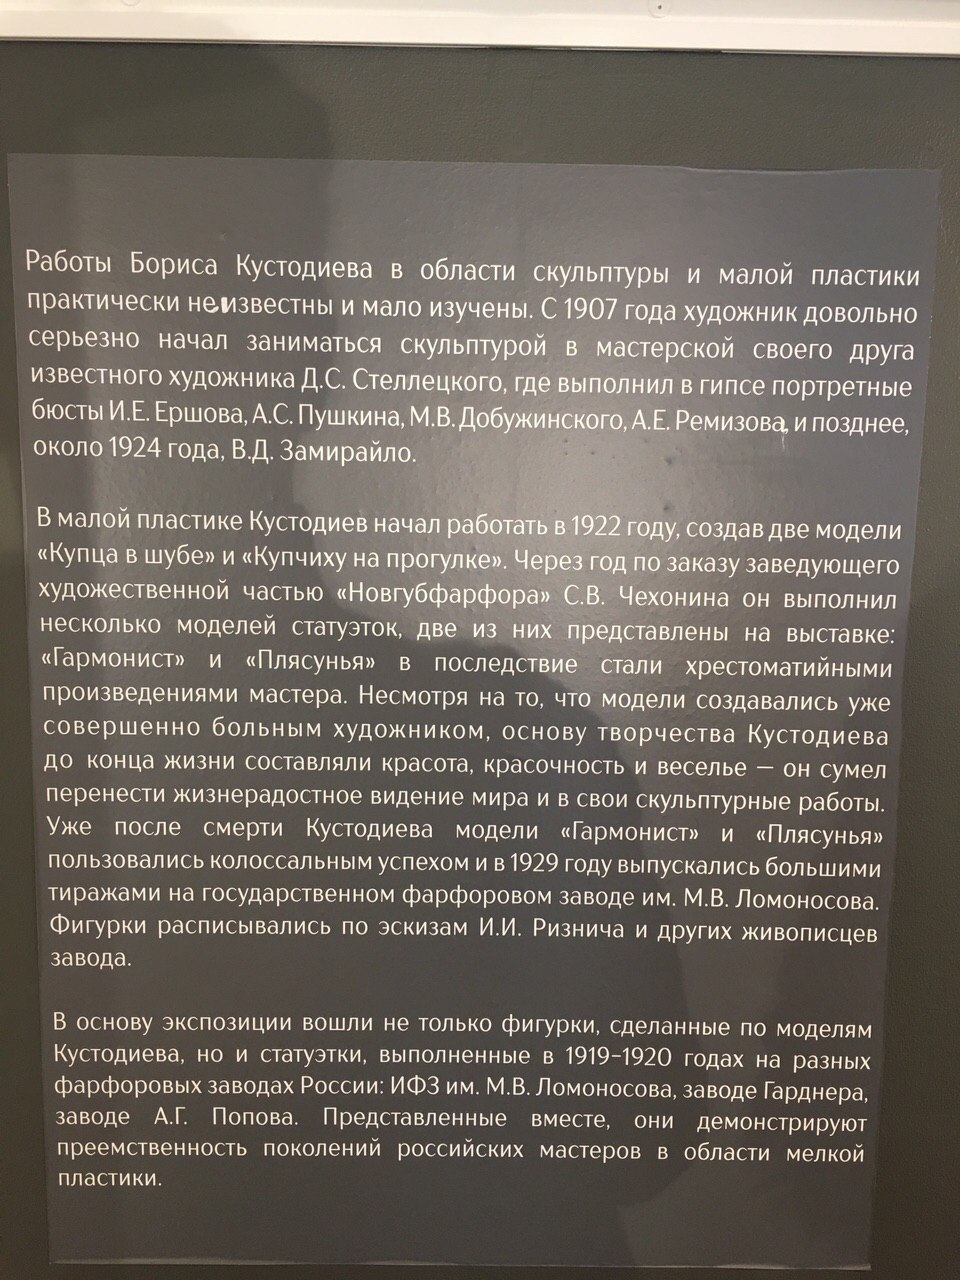 Работы Бориса Кустодиева в области скульптуры и малой пластики
практически неизвестны и мало изучены. С 1907 года художник довольно
серьезно начал заниматься скульптурой в мастерской своего друга
известного художника Д.С. Стеллецкого, где выполнил в гипсе портретные
бюсты И.Е. Ершова, А.С. Пушкина, М.В. Добужинского, А.Е. Ремизова, и позднее,
около 1924 года, В.Д. Замирайло.
В малой пластике Кустодиев начал работать в 1922 году, создав две модели
«Купца в шубе» и «Купчиху на прогулке». Через год по заказу заведующего
художественной частью «Новгубфарфора» С.В. Чехонина он выполнил
несколько моделей статуэток, две из них представлены на выставке:
«Гармонист» и «Плясунья» в последствие стали хрестоматийными
произведениями мастера. Несмотря на то, что модели создавались уже
совершенно больным художником, основу творчества Кустодиева
до конца жизни составляли красота, красочность и веселье — он сумел
перенести жизнерадостное видение мира и в свои скульптурные работы.
Уже после смерти Кустодиева модели «Гармонист» и «Плясунья»
пользовались колоссальным успехом и в 1929 году выпускались большими
тиражами на государственном фарфоровом заводе им. М.В. Ломоносова.
Фигурки расписывались по эскизам И.И. Ризнича и других живописцев
завода.
В основу экспозиции вошли не только фигурки, сделанные по моделям
Кустодиева, но и статуэтки, выполненные в 1919–1920 годах на разных
фарфоровых заводах России: ИФЗ им. М.В. Ломоносова, заводе Гарднера,
заводе А.Г. Попова. Представленные вместе, они демонстрируют
преемственность поколений российских мастеров в области мелкой
пластики.